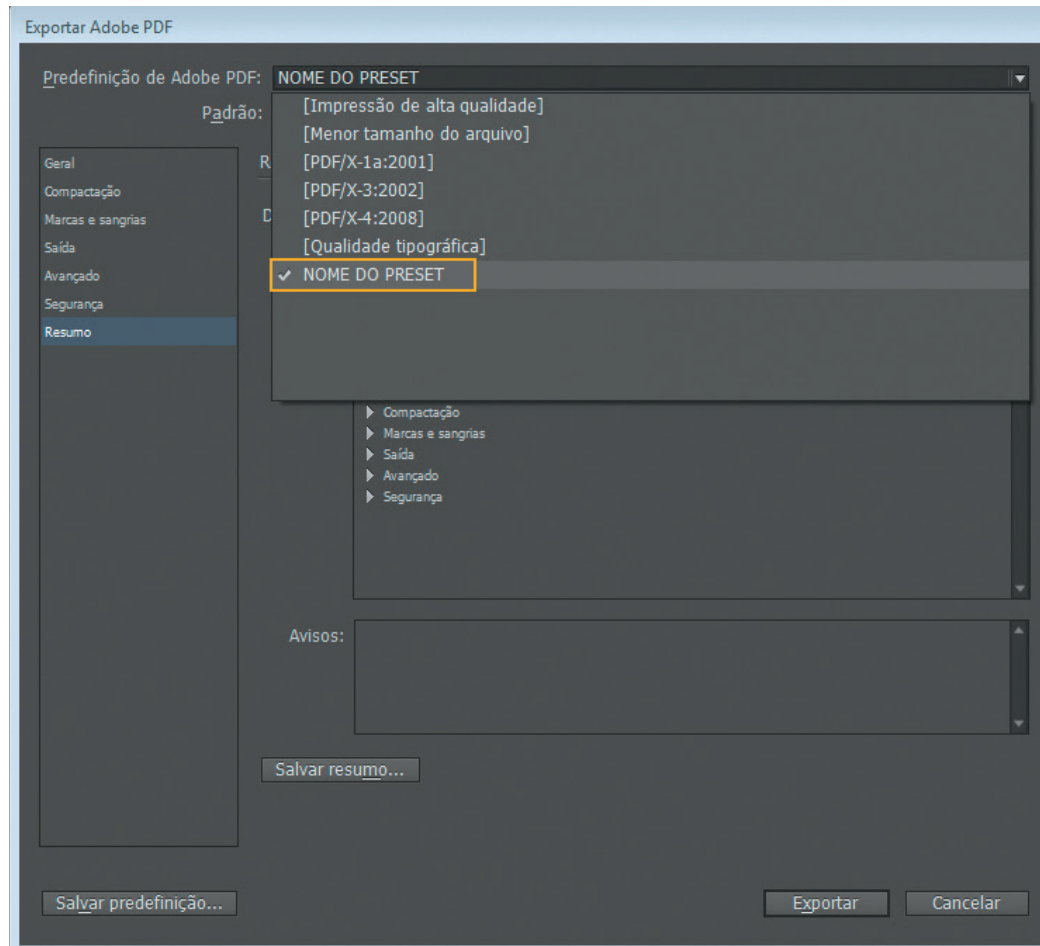 Exportar Adobe PDF
Predefinição de Adobe PDF: NOME DO PRESET
Padrão:
[Impressão de alta qualidade]
[Menor tamanho do arquivo]
[PDF/X-1a:2001]
[PDF/X-3:2002]
[PDF/X-4:2008]
[Qualidade tipográfica]
NOME DO PRESET
Geral
Compactação
Marcas e sangrias
Saída
Avançado
Segurança
Resumo
R
D
Compactação
Marcas e sangrias
Saída
Avançado
Segurança
Avisos:
Salvar resumo...
Salvar predefinição...
Exportar
Cancelar